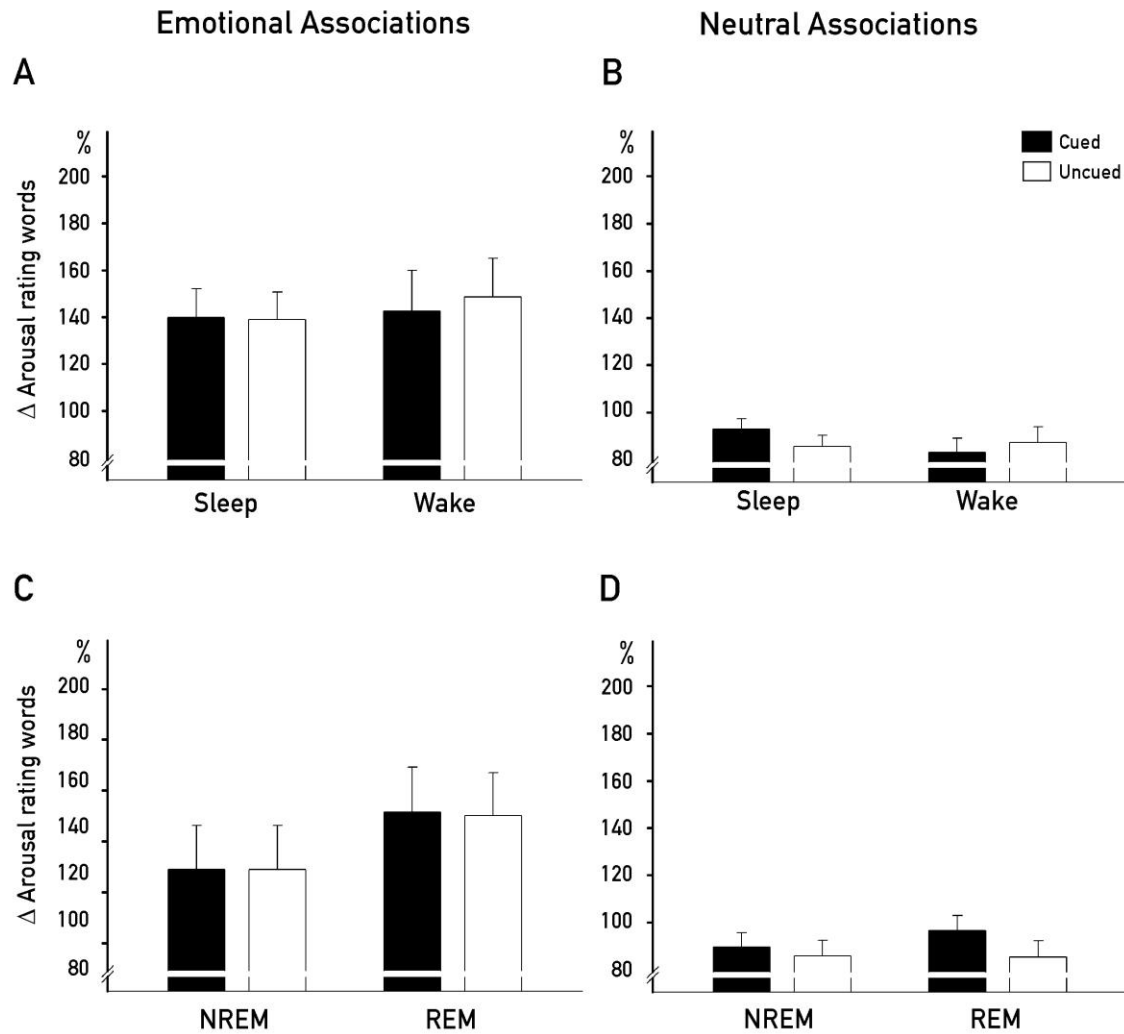 Emotional Associations
Neutral Associations
A
%
Δ Arousal rating words
200
180
160
140
120
100
80
Sleep
Wake
B
%
200
180
160
140
120
100
80
Cued
Uncued
Sleep
Wake
C
%
Δ Arousal rating words
200
180
160
140
120
100
80
NREM
REM
D
%
200
180
160
140
120
100
80
NREM
REM